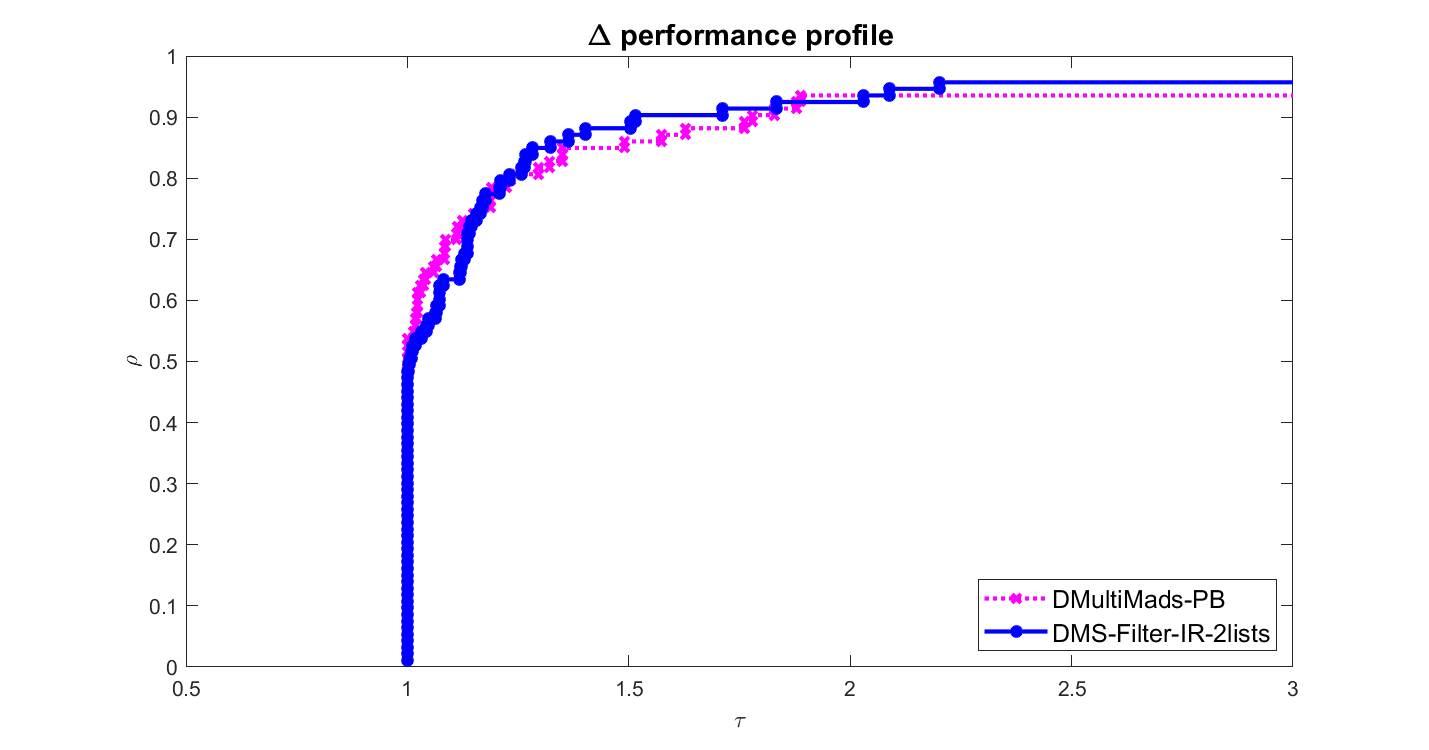 Δ performance profile
1
0.9
0.8
0.7
0.6
0.5
0.4
0.3
0.2
0.1
0
ρ
0.5 1 1.5 2 2.5 3
τ
DMultiMads-PB
DMS-Filter-IR-2lists